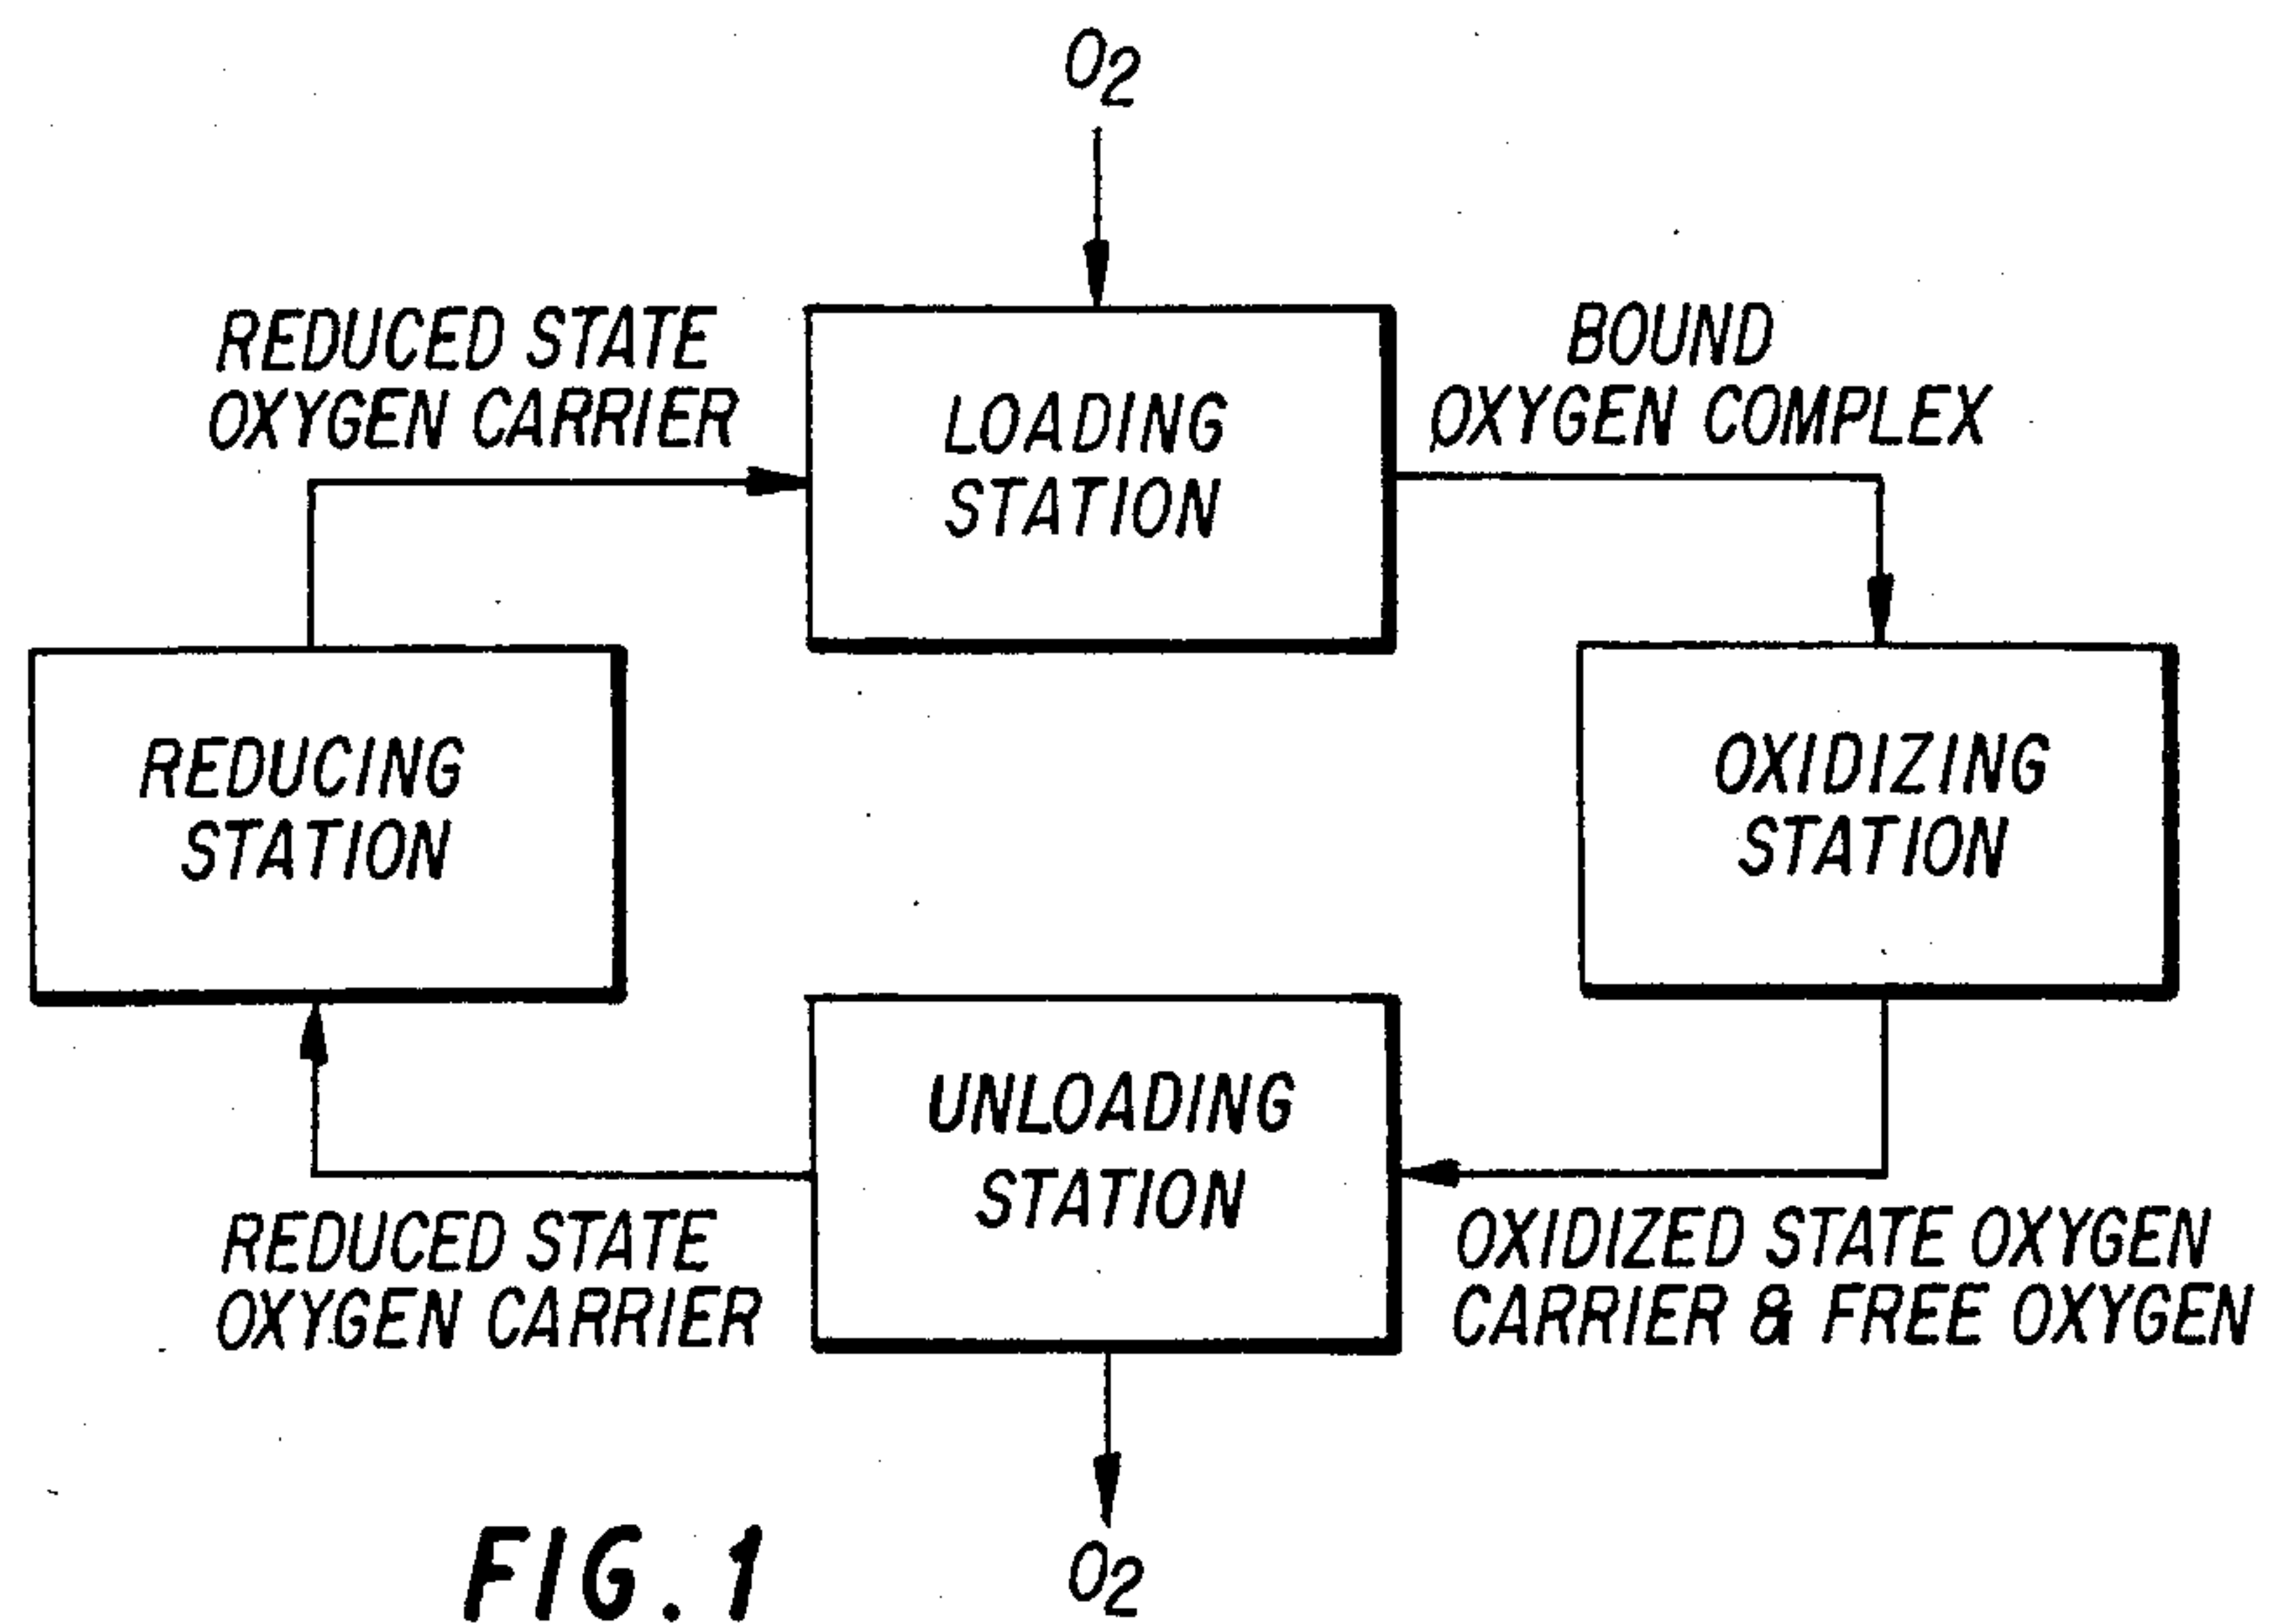 O2
REDUCED STATE
OXYGEN CARRIER
LOADING
STATION
BOUND
OXYGEN COMPLEX
REDUCING
STATION
OXIDIZING
STATION
UNLOADING
STATION
REDUCED STATE
OXYGEN CARRIER
OXIDIZED STATE OXYGEN
CARRIER & FREE OXYGEN
O2
FIG. 1